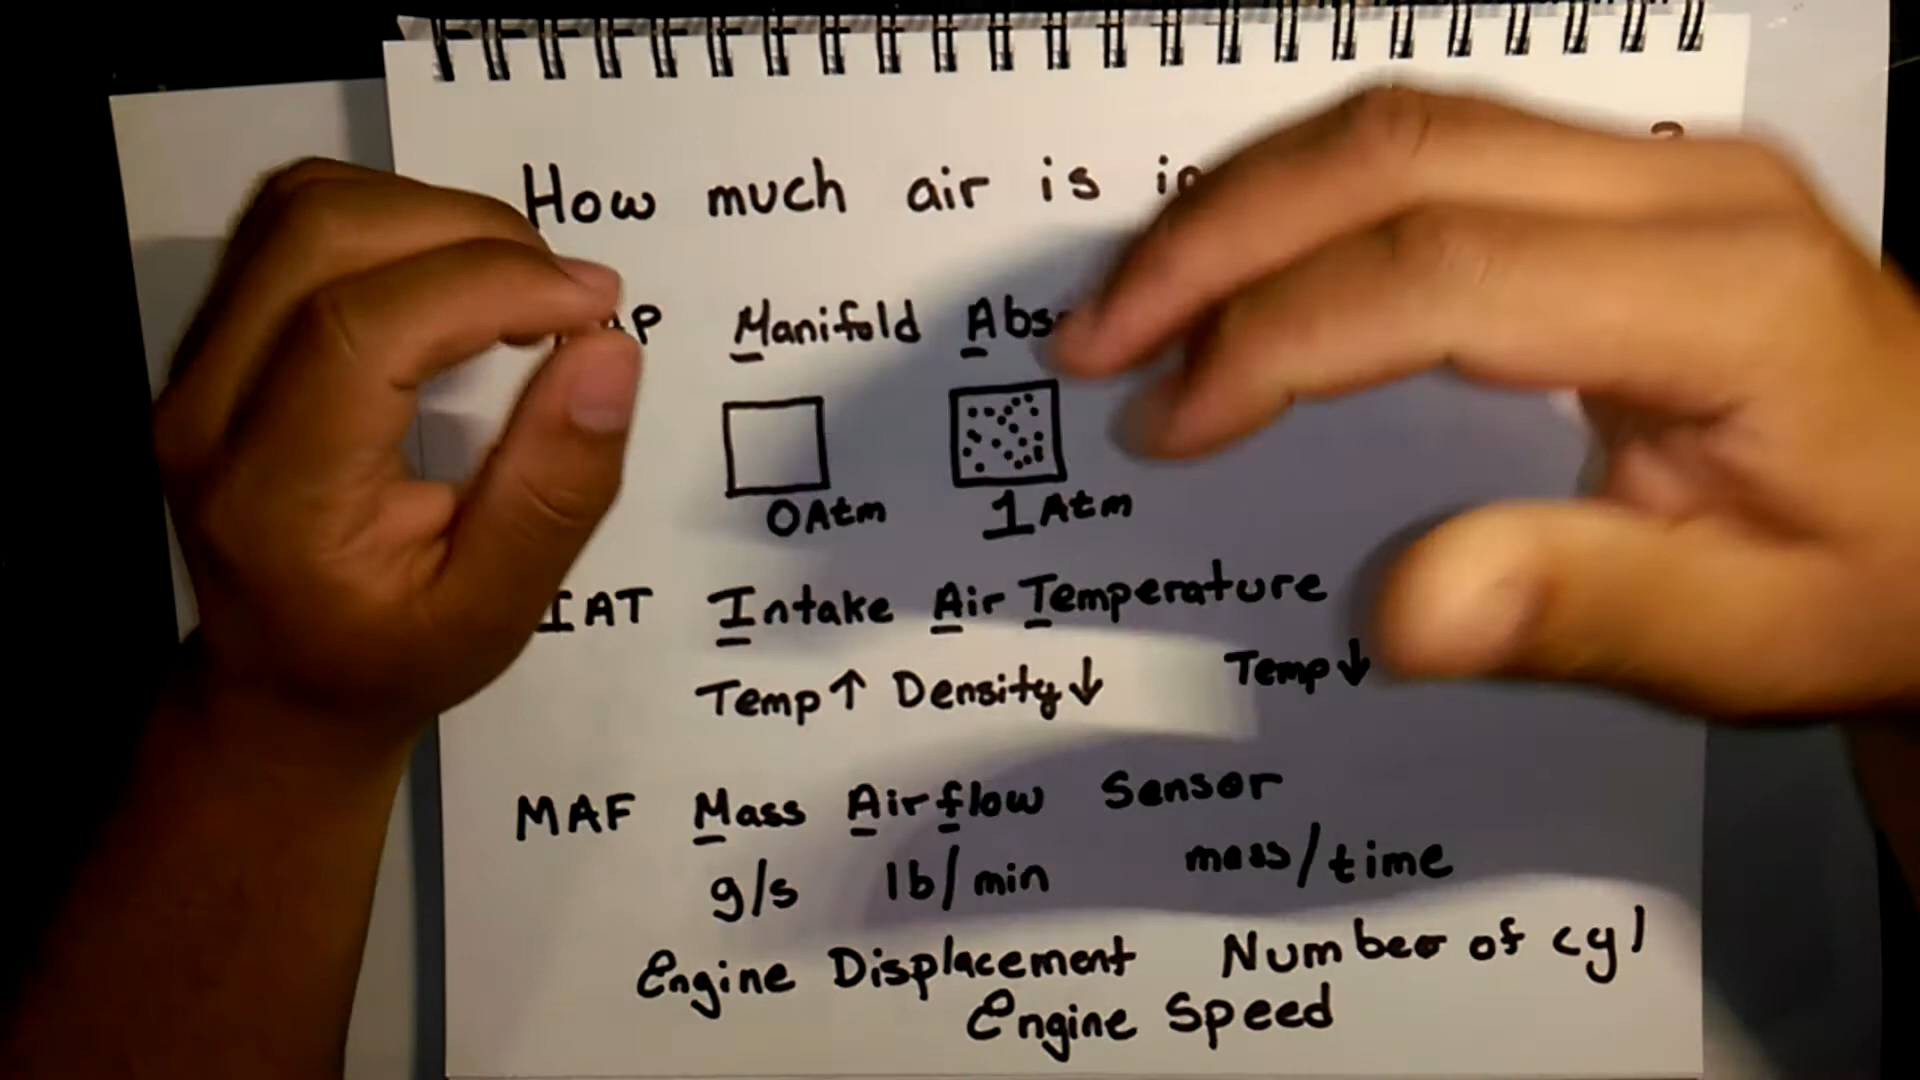 How much air is
Manifold
0Atm 1Atm
IAT Intake Air Temperature
Temp↑ Density↓ Temp↓
MAF Mass Airflow Sensor
g/s lb/min mass/time
Engine Displacement Number of cyl
Engine Speed